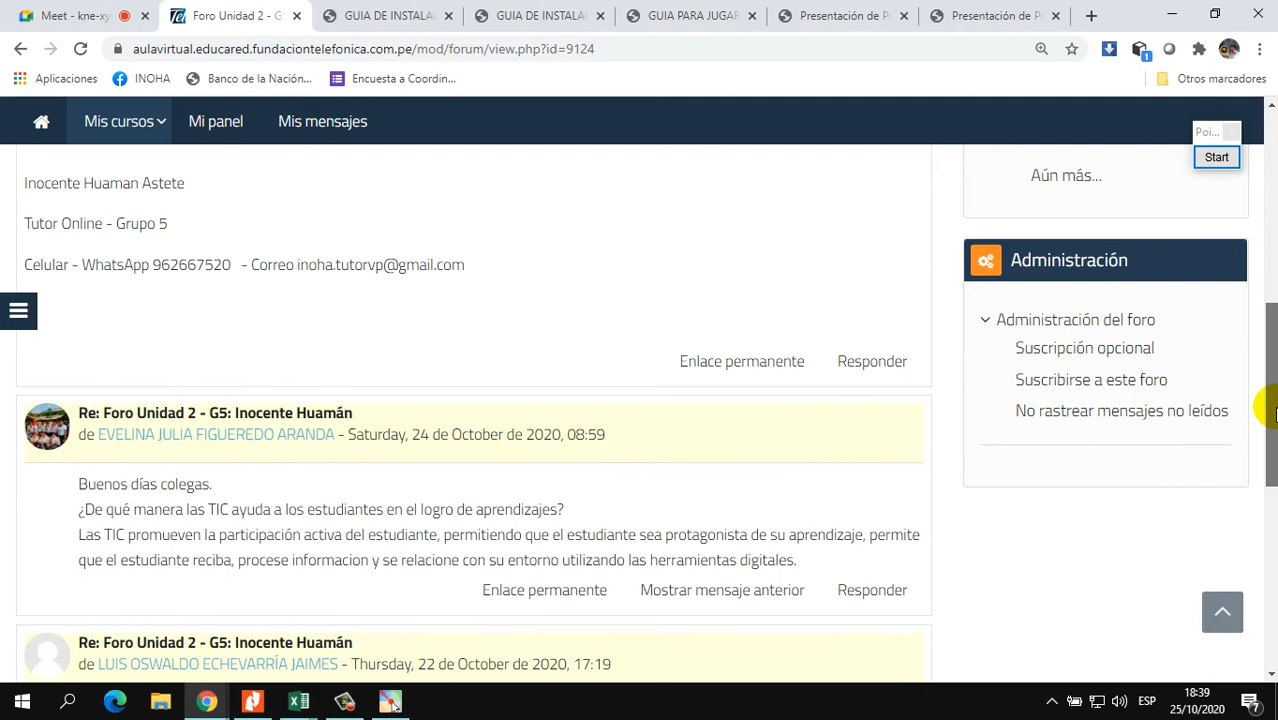 Meet - kne-xy
Foro Unidad 2 - G
GUIA DE INSTALA
GUIA DE INSTALA
GUIA PARA JUGAR
Presentación de P
Presentación de P
aulavirtual.educared.fundaciontelefonica.com.pe/mod/forum/view.php?id=9124
1
Aplicaciones
INOHA
Banco de la Nación...
Encuesta a Coordin...
Otros marcadores
Mis cursos
Mi panel
Mis mensajes
Poi...
Start
Inocente Huaman Astete
Tutor Online - Grupo 5
Celular - WhatsApp 962667520 - Correo inoha.tutorvp@gmail.com
Enlace permanente Responder
Aún más...
Administración
Administración del foro
Suscripción opcional
Suscribirse a este foro
No rastrear mensajes no leídos
Re: Foro Unidad 2 - G5: Inocente Huamán
de EVELINA JULIA FIGUEREDO ARANDA - Saturday, 24 de October de 2020, 08:59
Buenos días colegas.
¿De qué manera las TIC ayuda a los estudiantes en el logro de aprendizajes?
Las TIC promueven la participación activa del estudiante, permitiendo que el estudiante sea protagonista de su aprendizaje, permite
que el estudiante reciba, procese informacion y se relacione con su entorno utilizando las herramientas digitales.
Enlace permanente Mostrar mensaje anterior Responder
Re: Foro Unidad 2 - G5: Inocente Huamán
de LUIS OSWALDO ECHEVARRÍA JAIMES - Thursday, 22 de October de 2020, 17:19
ESP
18:39
25/10/2020
7